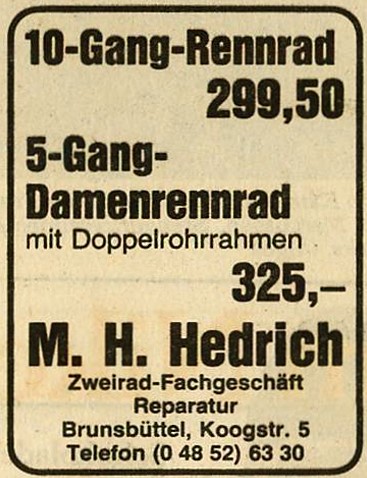 10-Gang-Rennrad
299,50
5-Gang-
Damenrennrad
mit Doppelrohrrahmen
325,–
M. H. Hedrich
Zweirad-Fachgeschäft
Reparatur
Brunsbüttel, Koogstr. 5
Telefon (0 48 52) 63 30